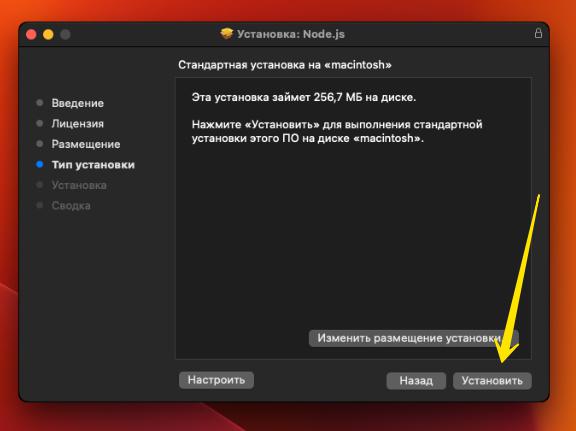 Установка: Node.js
Стандартная установка на «macintosh»
Введение
Лицензия
Размещение
Тип установки
Установка
Сводка
Эта установка займет 256,7 МБ на диске.
Нажмите «Установить» для выполнения стандартной
установки этого ПО на диске «macintosh».
Изменить размещение установки
Настроить
Назад
Установить